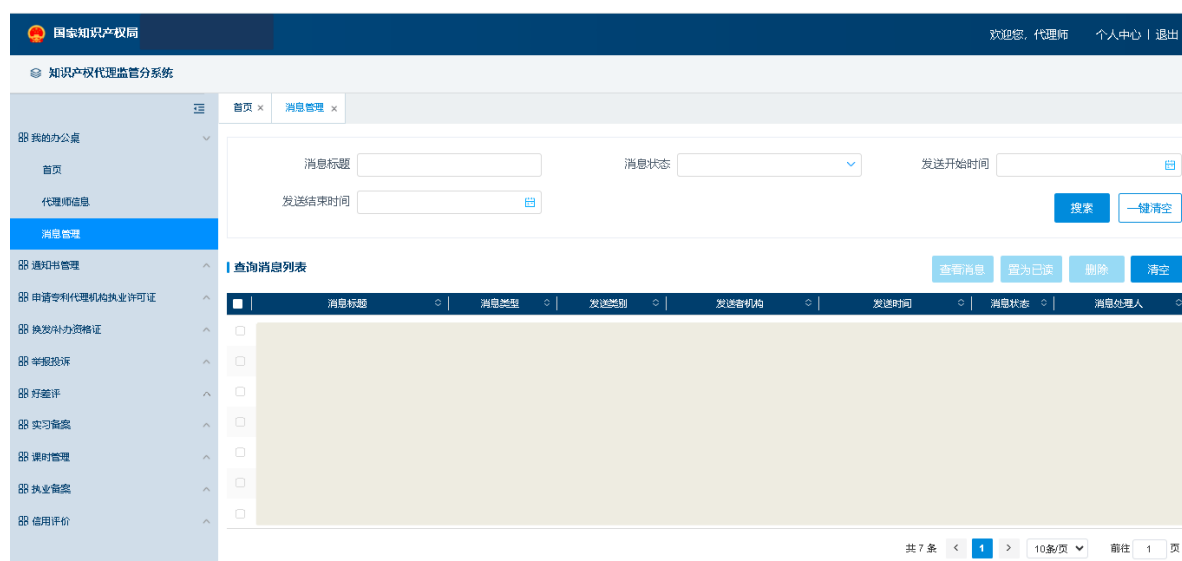 国家知识产权局
欢迎您, 代理师 个人中心 | 退出
知识产权代理监管分系统
首页 × 消息管理 ×
我的办公桌
首页
代理师信息
消息管理
通知书管理
申请专利代理机构执业许可证
换发/补办资格证
举报投诉
好差评
实习备案
课时管理
执业备案
信用评价
消息标题 消息状态 发送开始时间
发送结束时间 搜索 一键清空
查询消息列表 查看消息 置为已读 删除 清空
消息标题 消息类型 发送类别 发送者机构 发送时间 消息状态 消息处理人
共 7 条 < 1 > 10条/页 前往 1 页